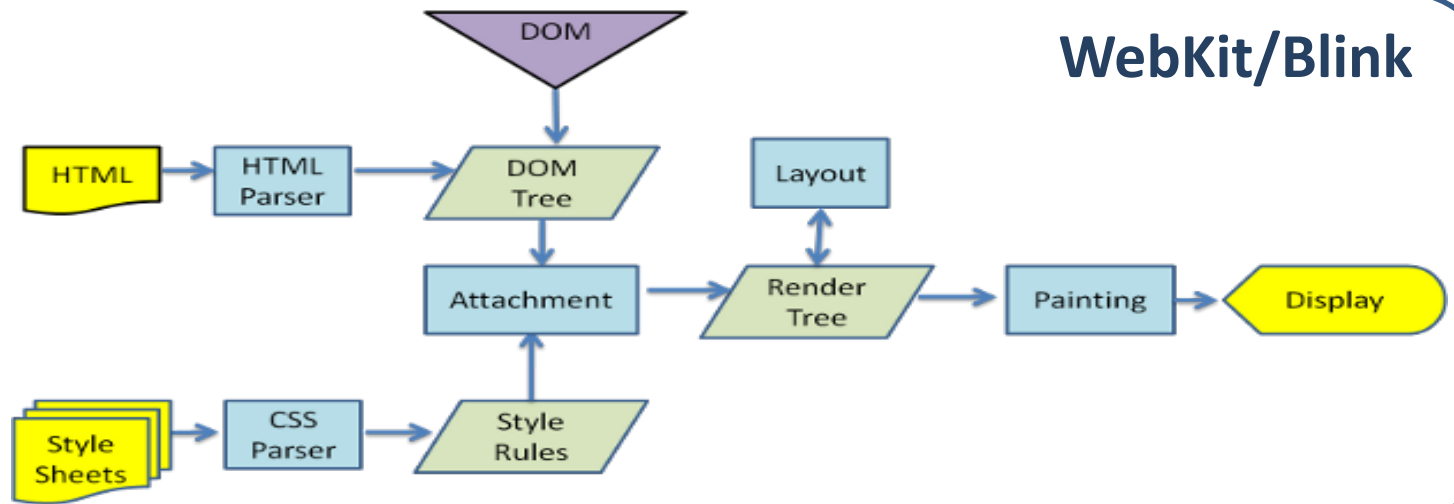 WebKit/Blink
DOM
HTML
HTML
Parser
DOM
Tree
Layout
Attachment
Render
Tree
Painting
Display
Style
Sheets
CSS
Parser
Style
Rules